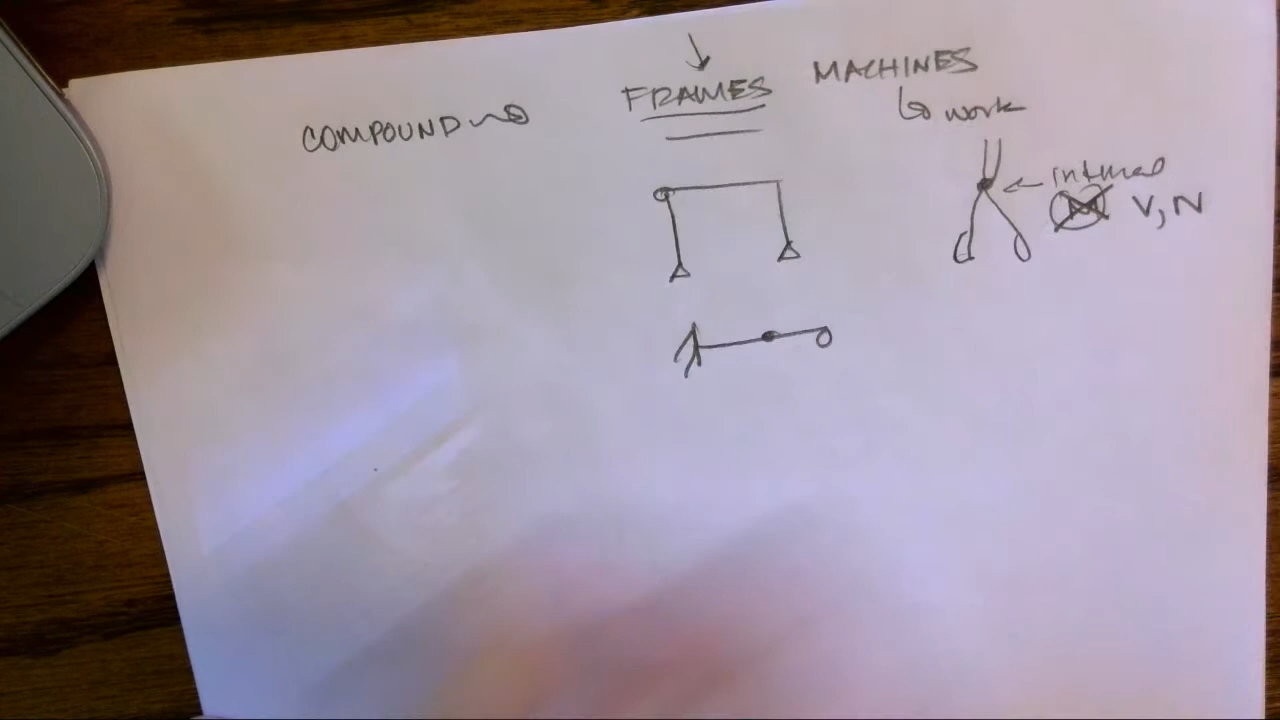 FRAMES MACHINES
COMPOUND
work
internal
M V, N